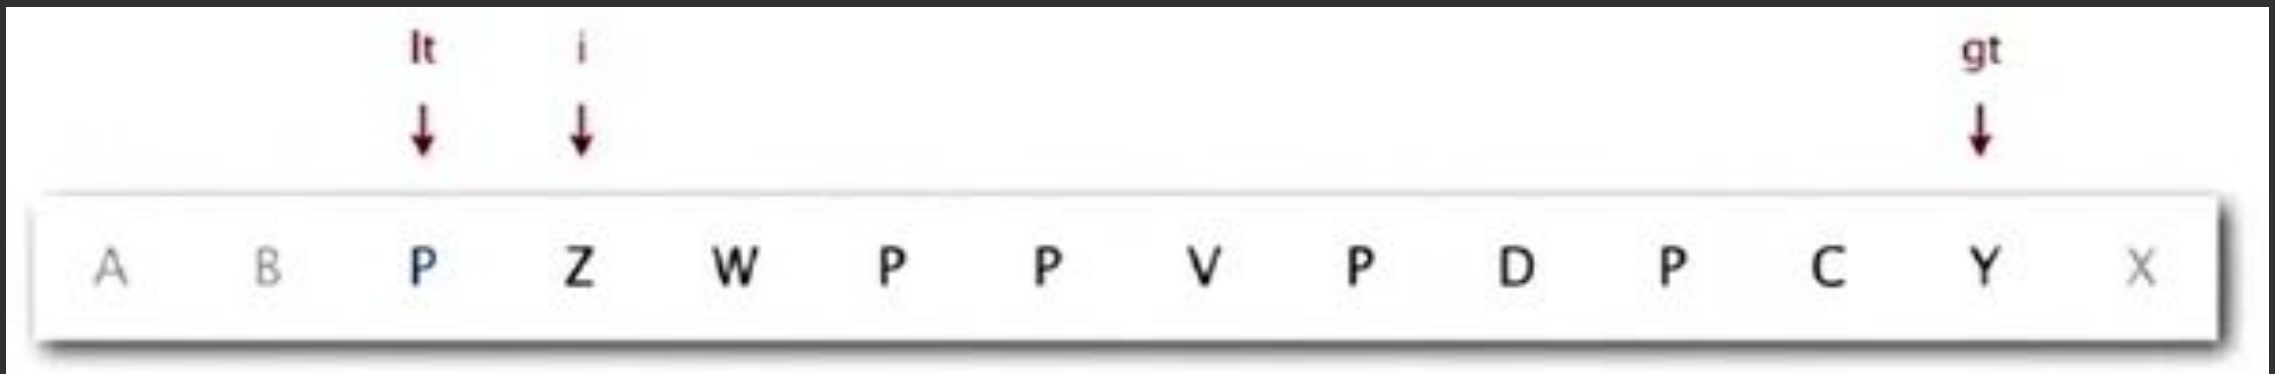 lt i gt
A B P Z W P P V P D P C Y X